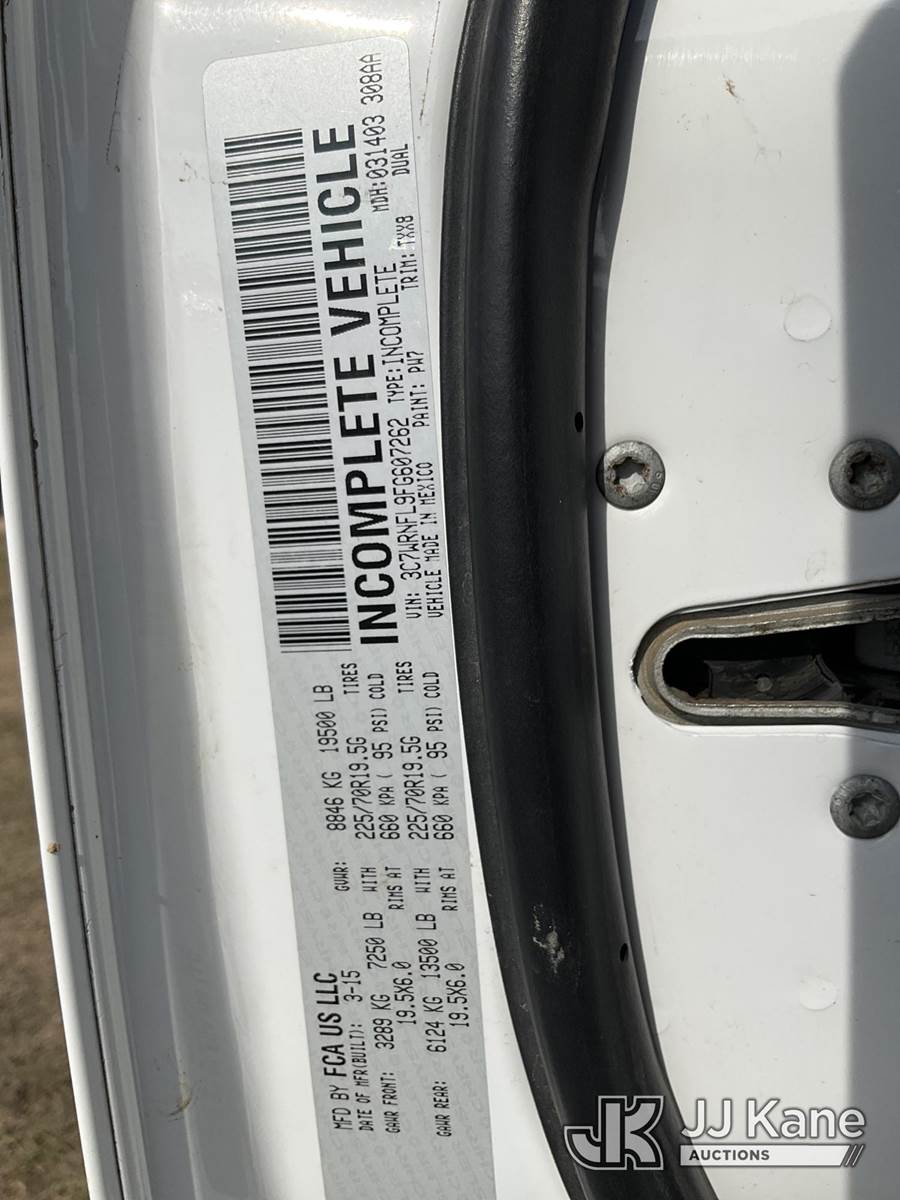 MFD BY FCA US LLC
DATE OF MFR(BUILT): 3-15 GVWR: 8846 KG 19500 LB
GAWR FRONT: 3289 KG 7250 LB WITH 225/70R19.5G TIRES
19.5X6.0 RIMS AT 660 KPA ( 95 PSI) COLD
GAWR REAR: 6124 KG 13500 LB WITH 225/70R19.5G TIRES
19.5X6.0 RIMS AT 660 KPA ( 95 PSI) COLD
INCOMPLETE VEHICLE
VIN: 3C7WRNFL9FG607262 TYPE:INCOMPLETE MDH:031403 308AA
VEHICLE MADE IN MEXICO PAINT: PW7 TRIM: TXX8 DUAL
JK JJ Kane
AUCTIONS